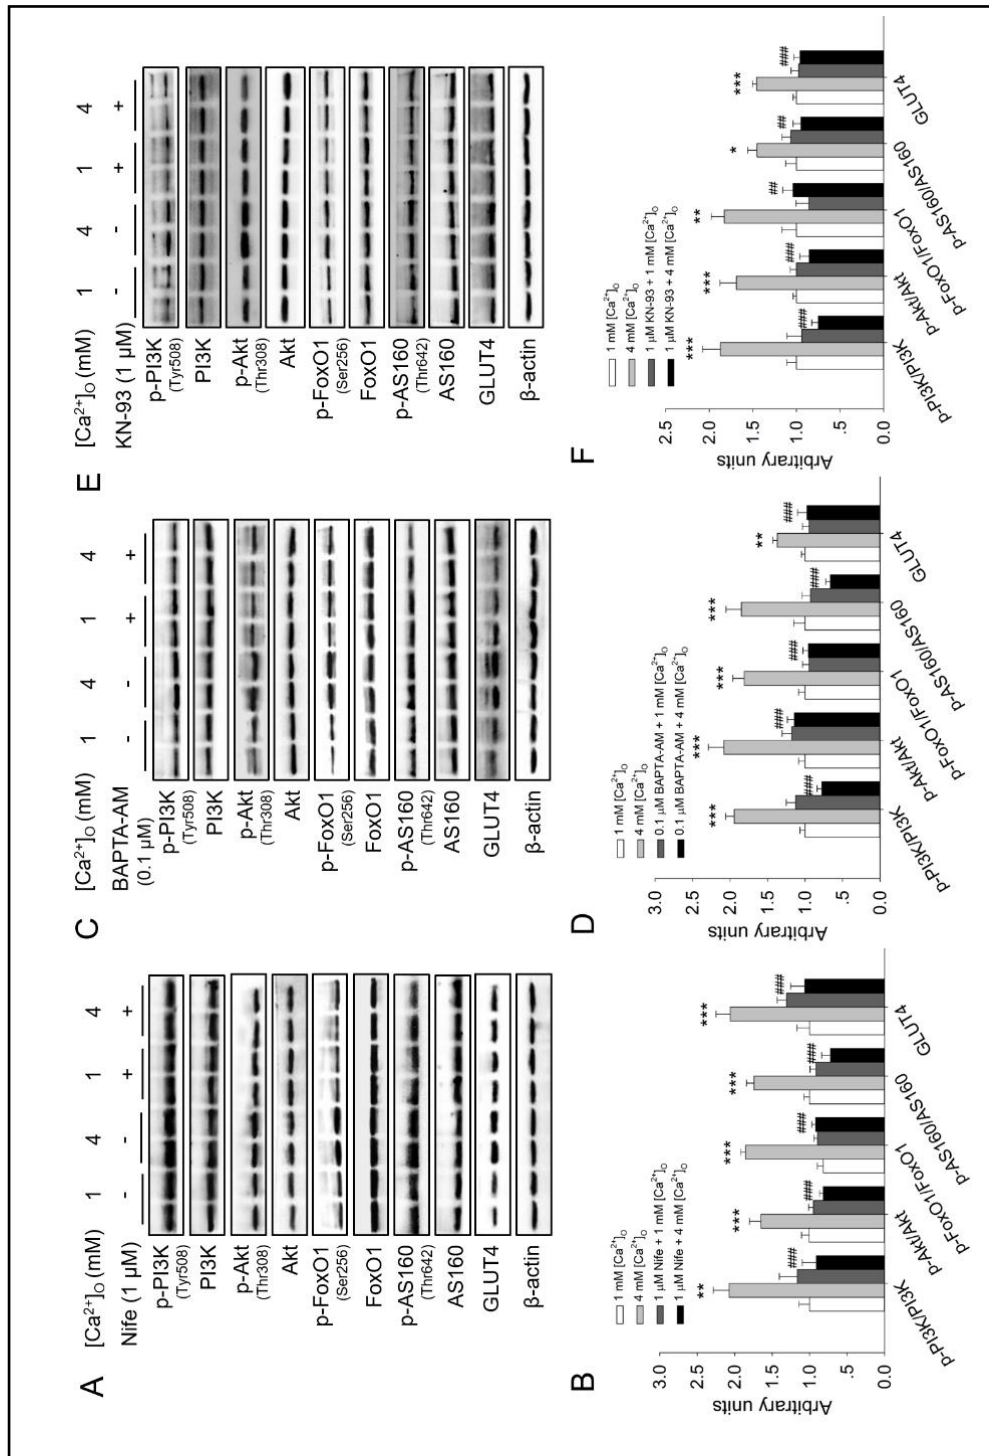 A
[Ca²⁺]O (mM) 1 4 1 4
Nife (1 μM) - - + +
p-PI3K
(Tyr508)
PI3K
p-Akt
(Thr308)
Akt
p-FoxO1
(Ser256)
FoxO1
p-AS160
(Thr642)
AS160
GLUT4
β-actin
B
1 mM [Ca²⁺]O
4 mM [Ca²⁺]O
1 μM Nife + 1 mM [Ca²⁺]O
1 μM Nife + 4 mM [Ca²⁺]O
Arbitrary units
3.0
2.5
2.0
1.5
1.0
0.5
0.0
** ## *** ### *** ### *** ### *** ###
p-PI3K/PI3K
p-Akt/Akt
p-FoxO1/FoxO1
p-AS160/AS160
GLUT4
C
[Ca²⁺]O (mM) 1 4 1 4
BAPTA-AM - - + +
(0.1 μM)
p-PI3K
(Tyr508)
PI3K
p-Akt
(Thr308)
Akt
p-FoxO1
(Ser256)
FoxO1
p-AS160
(Thr642)
AS160
GLUT4
β-actin
D
1 mM [Ca²⁺]O
4 mM [Ca²⁺]O
0.1 μM BAPTA-AM + 1 mM [Ca²⁺]O
0.1 μM BAPTA-AM + 4 mM [Ca²⁺]O
Arbitrary units
3.0
2.5
2.0
1.5
1.0
0.5
0.0
*** ### *** ### *** ### *** ### ** ###
p-PI3K/PI3K
p-Akt/Akt
p-FoxO1/FoxO1
p-AS160/AS160
GLUT4
E
[Ca²⁺]O (mM) 1 4 1 4
KN-93 (1 μM) - - + +
p-PI3K
(Tyr508)
PI3K
p-Akt
(Thr308)
Akt
p-FoxO1
(Ser256)
FoxO1
p-AS160
(Thr642)
AS160
GLUT4
β-actin
F
1 mM [Ca²⁺]O
4 mM [Ca²⁺]O
1 μM KN-93 + 1 mM [Ca²⁺]O
1 μM KN-93 + 4 mM [Ca²⁺]O
Arbitrary units
2.5
2.0
1.5
1.0
0.5
0.0
*** ### *** ### ** ## * ## *** ###
p-PI3K/PI3K
p-Akt/Akt
p-FoxO1/FoxO1
p-AS160/AS160
GLUT4